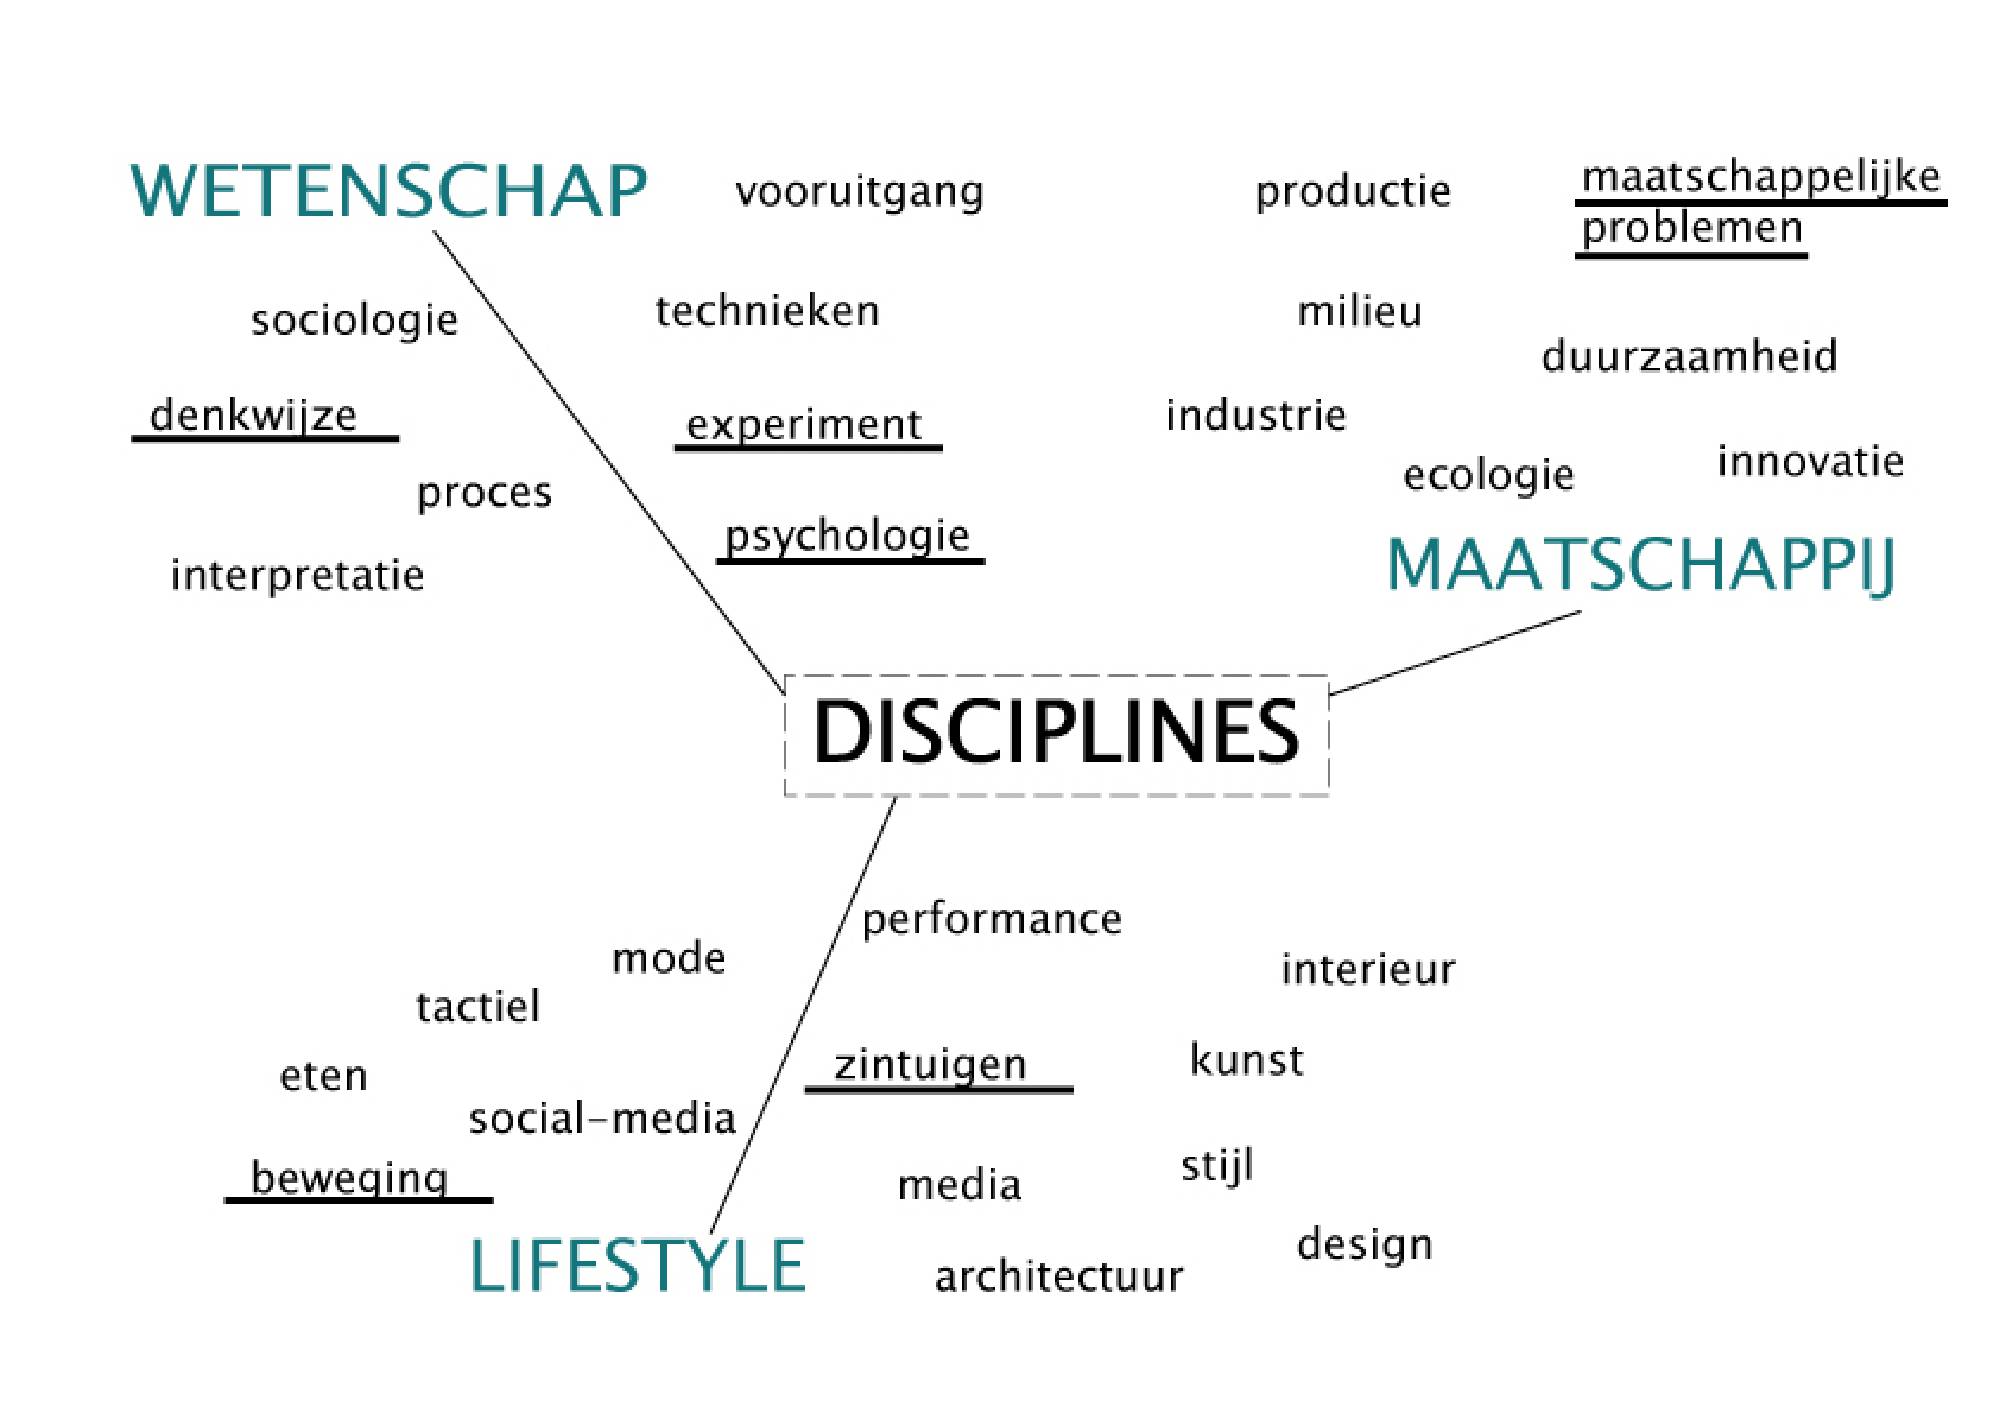 WETENSCHAP
vooruitgang
sociologie
technieken
denkwijze
experiment
proces
psychologie
interpretatie
productie
maatschappelijke
problemen
milieu
duurzaamheid
industrie
ecologie
innovatie
MAATSCHAPPIJ
DISCIPLINES
performance
mode
interieur
tactiel
zintuigen
kunst
eten
social-media
beweging
media
stijl
LIFESTYLE
architectuur
design